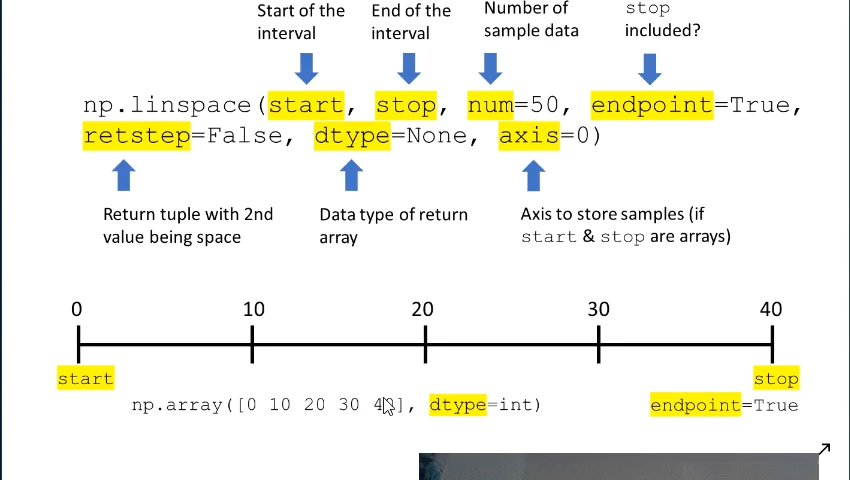 Start of the interval
End of the interval
Number of sample data
stop included?
np.linspace(start, stop, num=50, endpoint=True,
retstep=False, dtype=None, axis=0)
Return tuple with 2nd value being space
Data type of return array
Axis to store samples (if start & stop are arrays)
0 10 20 30 40
start
stop
np.array([0 10 20 30 40], dtype=int)
endpoint=True